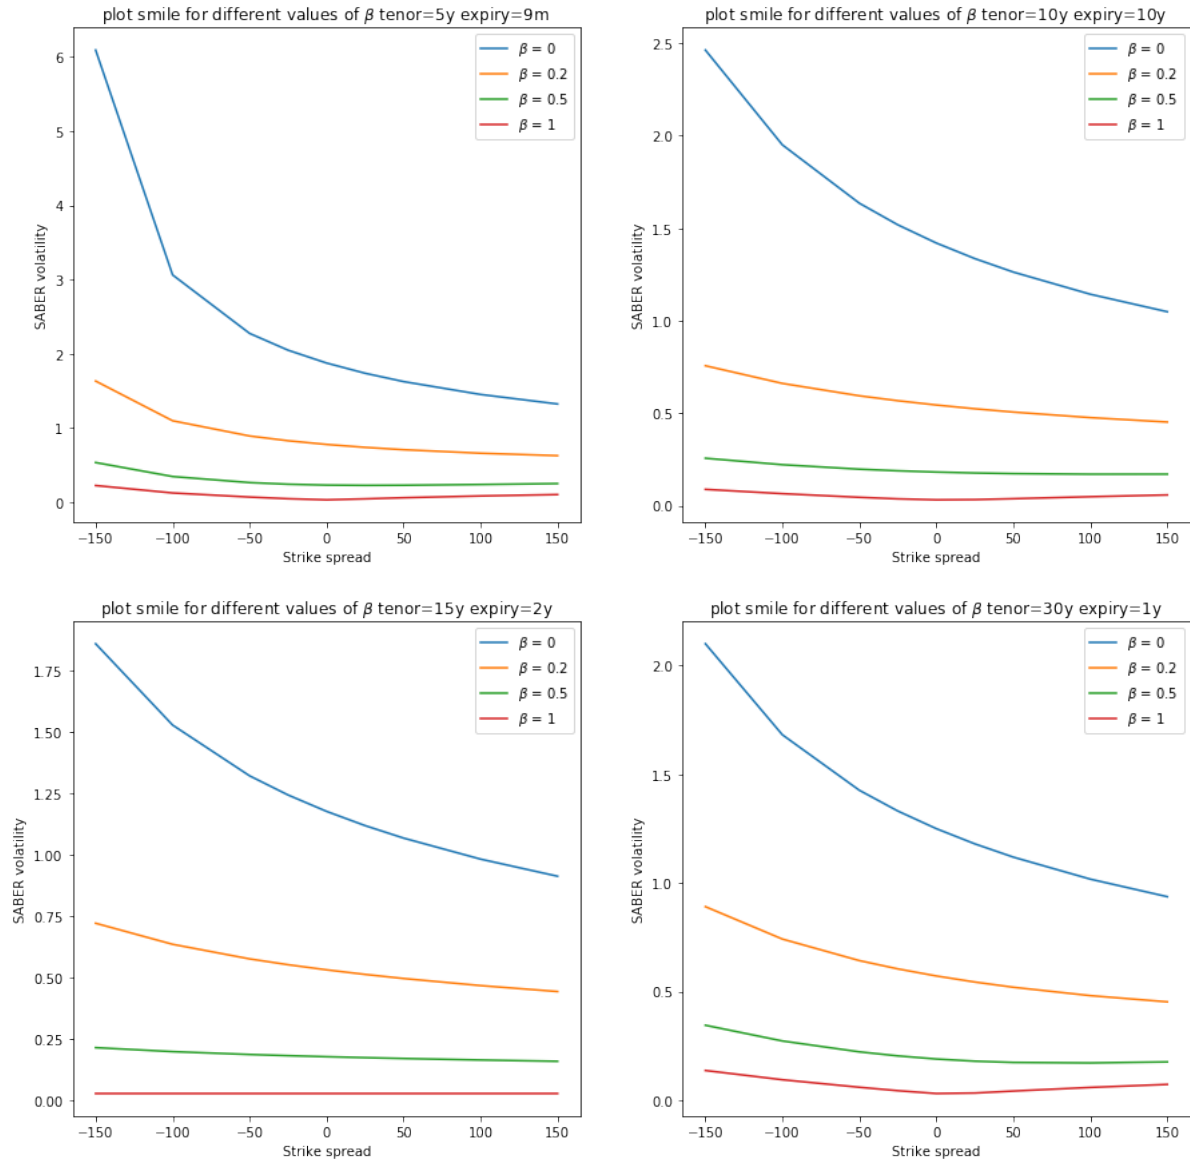 plot smile for different values of β tenor=5y expiry=9m
β = 0
β = 0.2
β = 0.5
β = 1
SABER volatility
6
5
4
3
2
1
0
−150 −100 −50 0 50 100 150
Strike spread
plot smile for different values of β tenor=10y expiry=10y
β = 0
β = 0.2
β = 0.5
β = 1
SABER volatility
2.5
2.0
1.5
1.0
0.5
0.0
−150 −100 −50 0 50 100 150
Strike spread
plot smile for different values of β tenor=15y expiry=2y
β = 0
β = 0.2
β = 0.5
β = 1
SABER volatility
1.75
1.50
1.25
1.00
0.75
0.50
0.25
0.00
−150 −100 −50 0 50 100 150
Strike spread
plot smile for different values of β tenor=30y expiry=1y
β = 0
β = 0.2
β = 0.5
β = 1
SABER volatility
2.0
1.5
1.0
0.5
0.0
−150 −100 −50 0 50 100 150
Strike spread